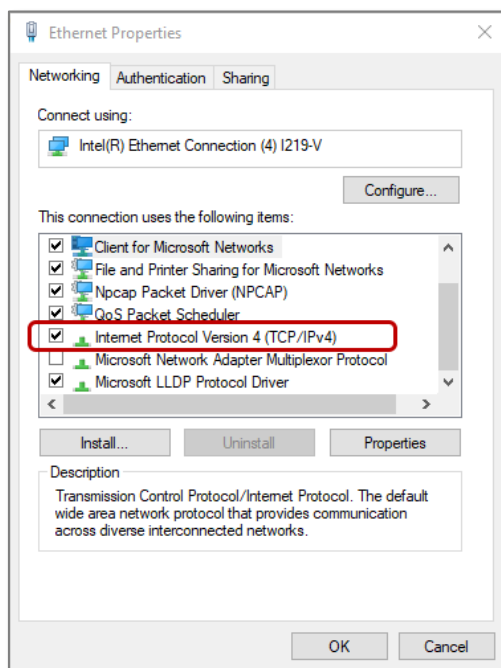 Ethernet Properties
Networking Authentication Sharing
Connect using:
Intel(R) Ethernet Connection (4) I219-V
Configure...
This connection uses the following items:
Client for Microsoft Networks
File and Printer Sharing for Microsoft Networks
Npcap Packet Driver (NPCAP)
QoS Packet Scheduler
Internet Protocol Version 4 (TCP/IPv4)
Microsoft Network Adapter Multiplexor Protocol
Microsoft LLDP Protocol Driver
Install... Uninstall Properties
Description
Transmission Control Protocol/Internet Protocol. The default
wide area network protocol that provides communication
across diverse interconnected networks.
OK Cancel